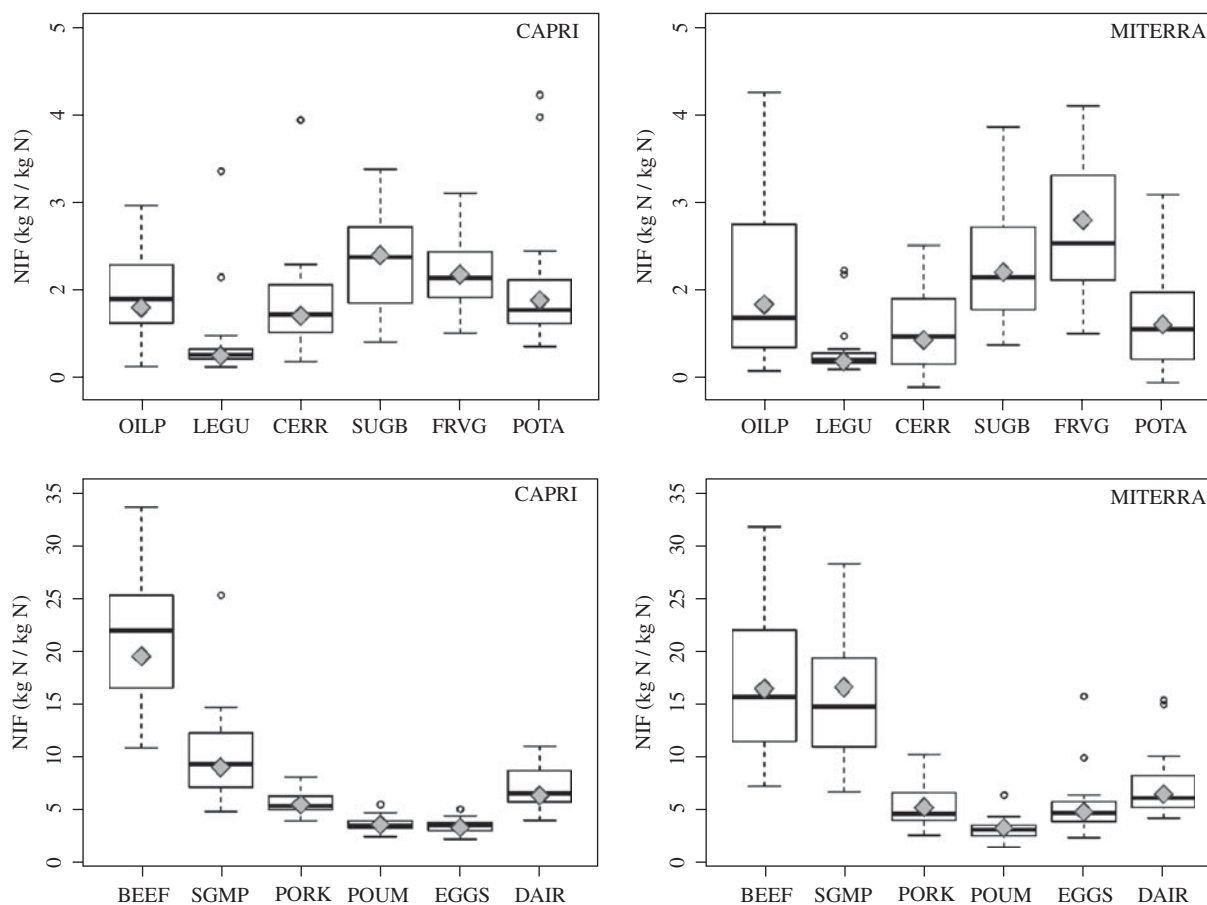 CAPRI
NIF (kg N / kg N)
5
4
3
2
0
OILP LEGU CERR SUGB FRVG POTA
MITERRA
NIF (kg N / kg N)
5
4
3
2
0
OILP LEGU CERR SUGB FRVG POTA
CAPRI
NIF (kg N / kg N)
35
30
25
20
15
10
5
0
BEEF SGMP PORK POUM EGGS DAIR
MITERRA
NIF (kg N / kg N)
35
30
25
20
15
10
5
0
BEEF SGMP PORK POUM EGGS DAIR